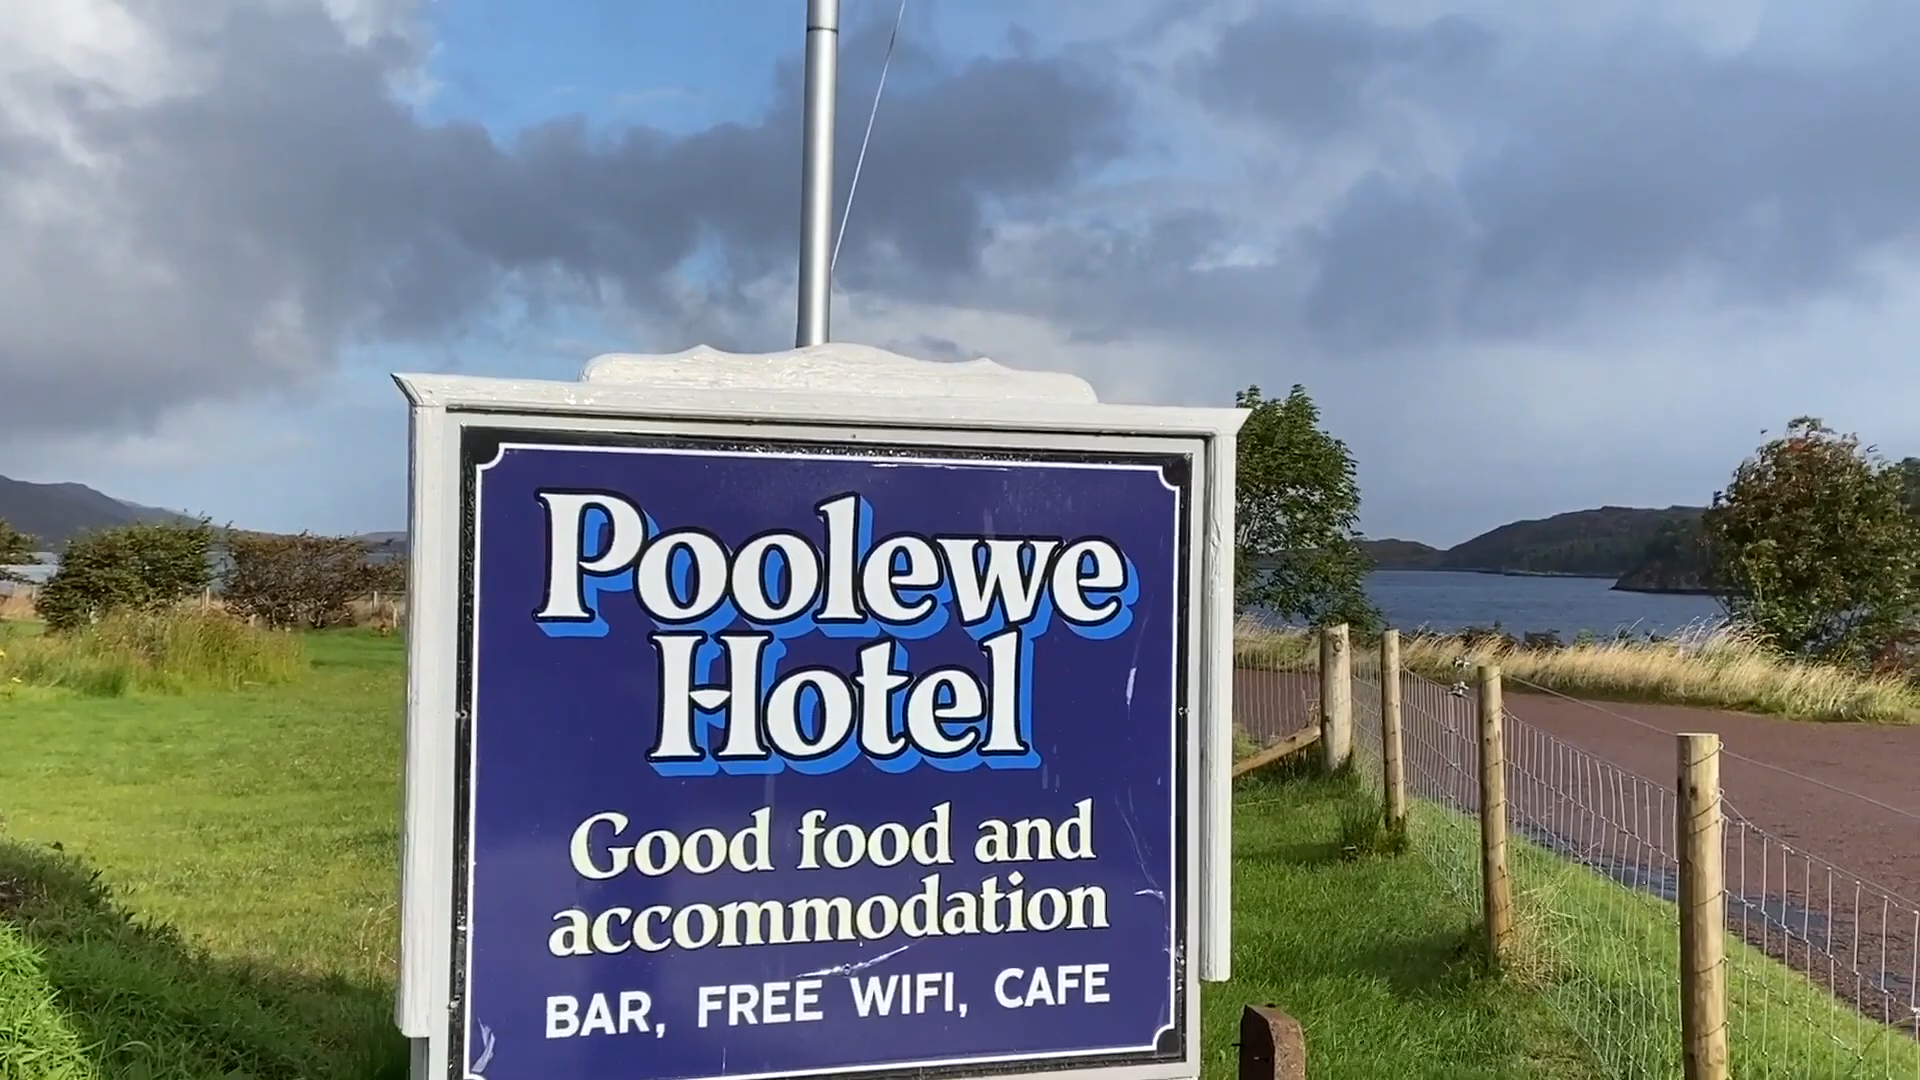 Poolewe
Hotel
Good food and
accommodation
BAR, FREE WIFI, CAFE